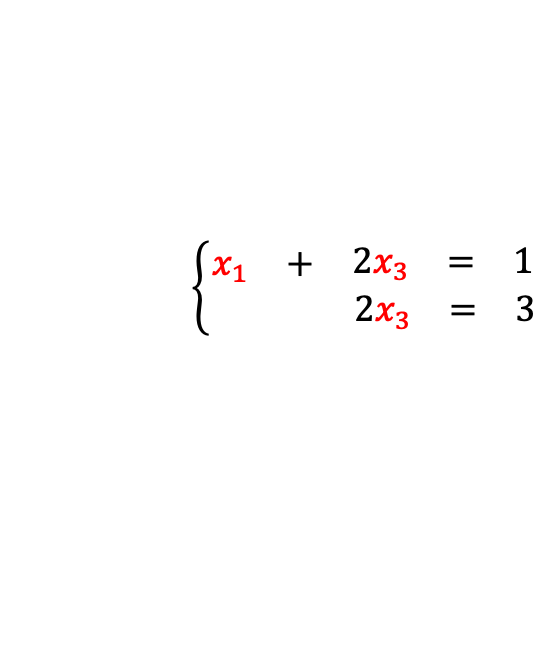 x₁ + 2x₃ = 1
2x₃ = 3